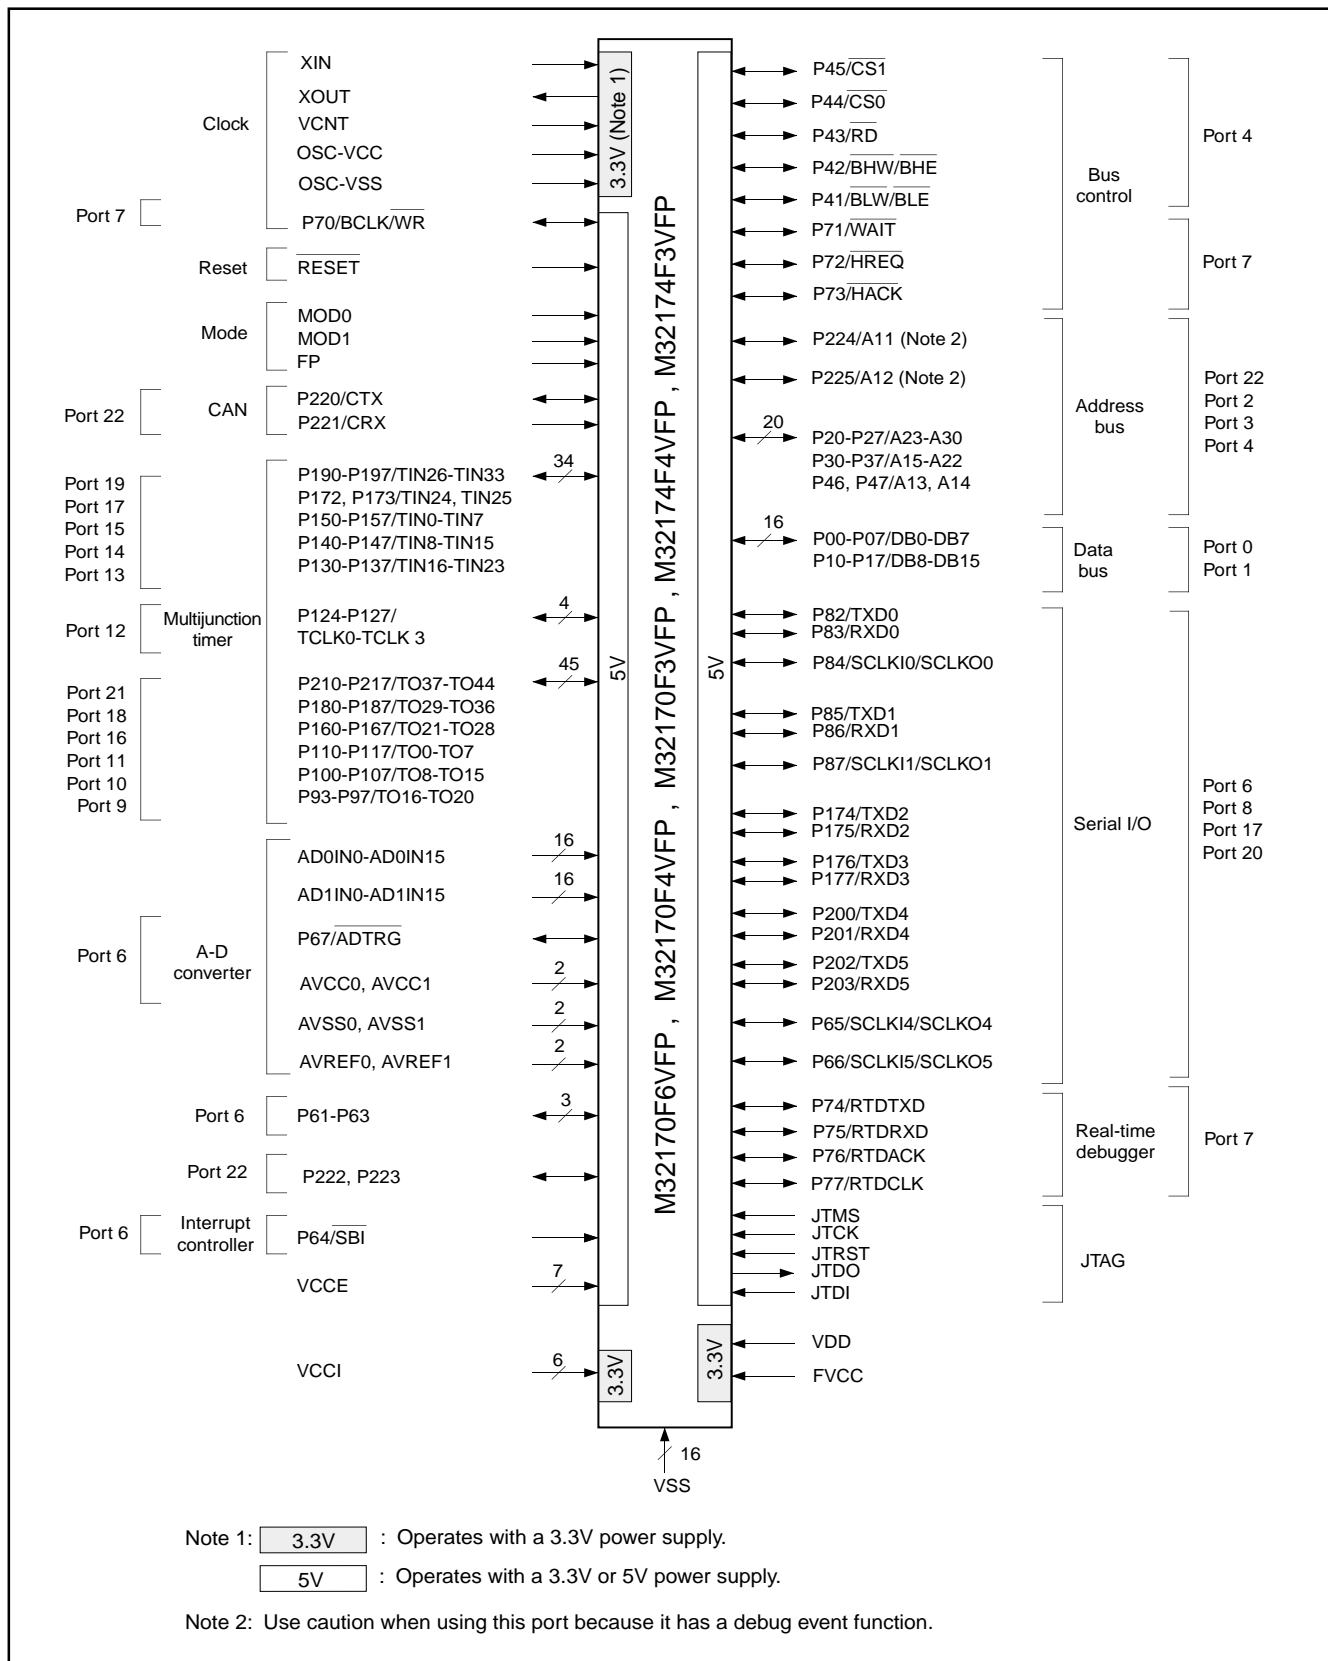 Clock
XIN
XOUT
VCNT
OSC-VCC
OSC-VSS
Port 7
P70/BCLK/WR
Reset
RESET
Mode
MOD0
MOD1
FP
Port 22
CAN
P220/CTX
P221/CRX
Port 19
Port 17
Port 15
Port 14
Port 13
P190-P197/TIN26-TIN33
P172, P173/TIN24, TIN25
P150-P157/TIN0-TIN7
P140-P147/TIN8-TIN15
P130-P137/TIN16-TIN23
34
Port 12
Multijunction
timer
P124-P127/
TCLK0-TCLK 3
4
Port 21
Port 18
Port 16
Port 11
Port 10
Port 9
P210-P217/TO37-TO44
P180-P187/TO29-TO36
P160-P167/TO21-TO28
P110-P117/TO0-TO7
P100-P107/TO8-TO15
P93-P97/TO16-TO20
45
AD0IN0-AD0IN15
16
AD1IN0-AD1IN15
16
Port 6
A-D
converter
P67/ADTRG
AVCC0, AVCC1
2
AVSS0, AVSS1
2
AVREF0, AVREF1
2
Port 6
P61-P63
3
Port 22
P222, P223
Port 6
Interrupt
controller
P64/SBI
VCCE
7
VCCI
6
3.3V (Note 1)
5V
3.3V
M32170F6VFP , M32170F4VFP , M32170F3VFP , M32174F4VFP , M32174F3VFP
5V
3.3V
16
VSS
P45/CS1
P44/CS0
P43/RD
P42/BHW/BHE
P41/BLW/BLE
P71/WAIT
P72/HREQ
P73/HACK
Bus
control
Port 4
Port 7
P224/A11 (Note 2)
P225/A12 (Note 2)
20
P20-P27/A23-A30
P30-P37/A15-A22
P46, P47/A13, A14
Address
bus
Port 22
Port 2
Port 3
Port 4
16
P00-P07/DB0-DB7
P10-P17/DB8-DB15
Data
bus
Port 0
Port 1
P82/TXD0
P83/RXD0
P84/SCLKI0/SCLKO0
P85/TXD1
P86/RXD1
P87/SCLKI1/SCLKO1
P174/TXD2
P175/RXD2
P176/TXD3
P177/RXD3
P200/TXD4
P201/RXD4
P202/TXD5
P203/RXD5
P65/SCLKI4/SCLKO4
P66/SCLKI5/SCLKO5
Serial I/O
Port 6
Port 8
Port 17
Port 20
P74/RTDTXD
P75/RTDRXD
P76/RTDACK
P77/RTDCLK
Real-time
debugger
Port 7
JTMS
JTCK
JTRST
JTDO
JTDI
JTAG
VDD
FVCC
Note 1: 3.3V : Operates with a 3.3V power supply.
5V : Operates with a 3.3V or 5V power supply.
Note 2: Use caution when using this port because it has a debug event function.